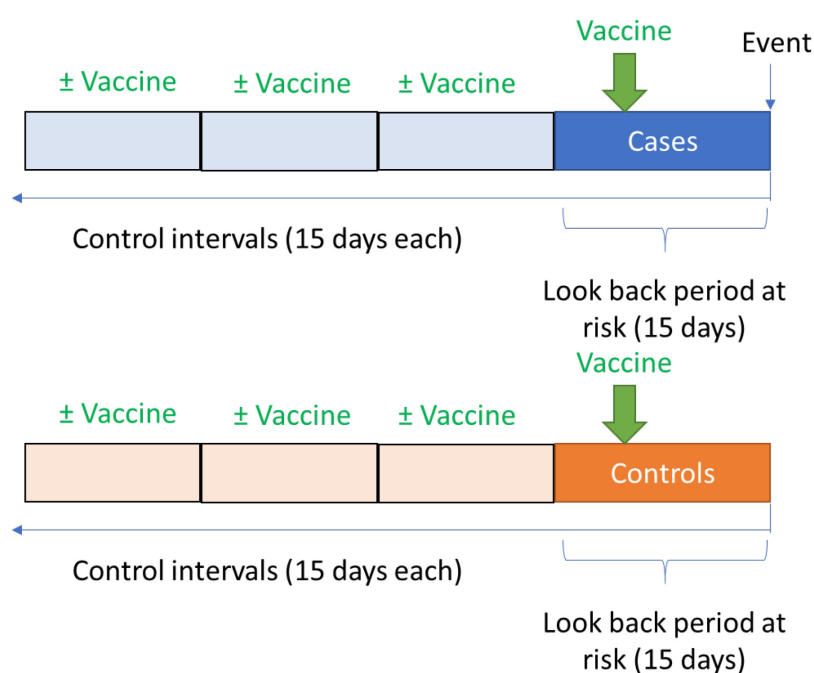 Vaccine
Event
± Vaccine ± Vaccine ± Vaccine
Cases
Control intervals (15 days each)
Look back period at
risk (15 days)
Vaccine
± Vaccine ± Vaccine ± Vaccine
Controls
Control intervals (15 days each)
Look back period at
risk (15 days)